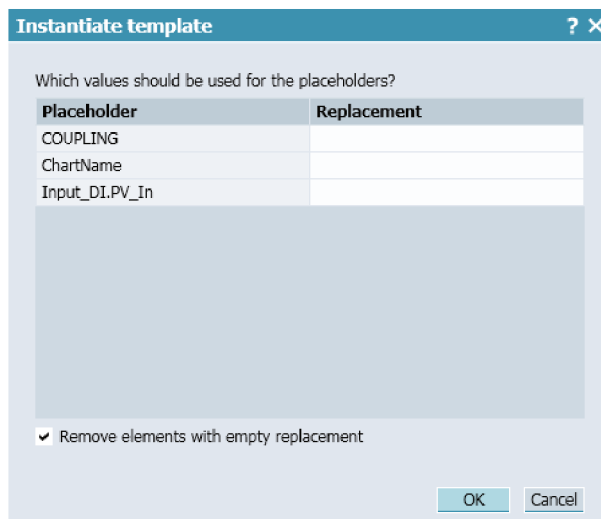 Instantiate template ? ×
Which values should be used for the placeholders?
Placeholder Replacement
COUPLING
ChartName
Input_DI.PV_In
Remove elements with empty replacement
OK Cancel